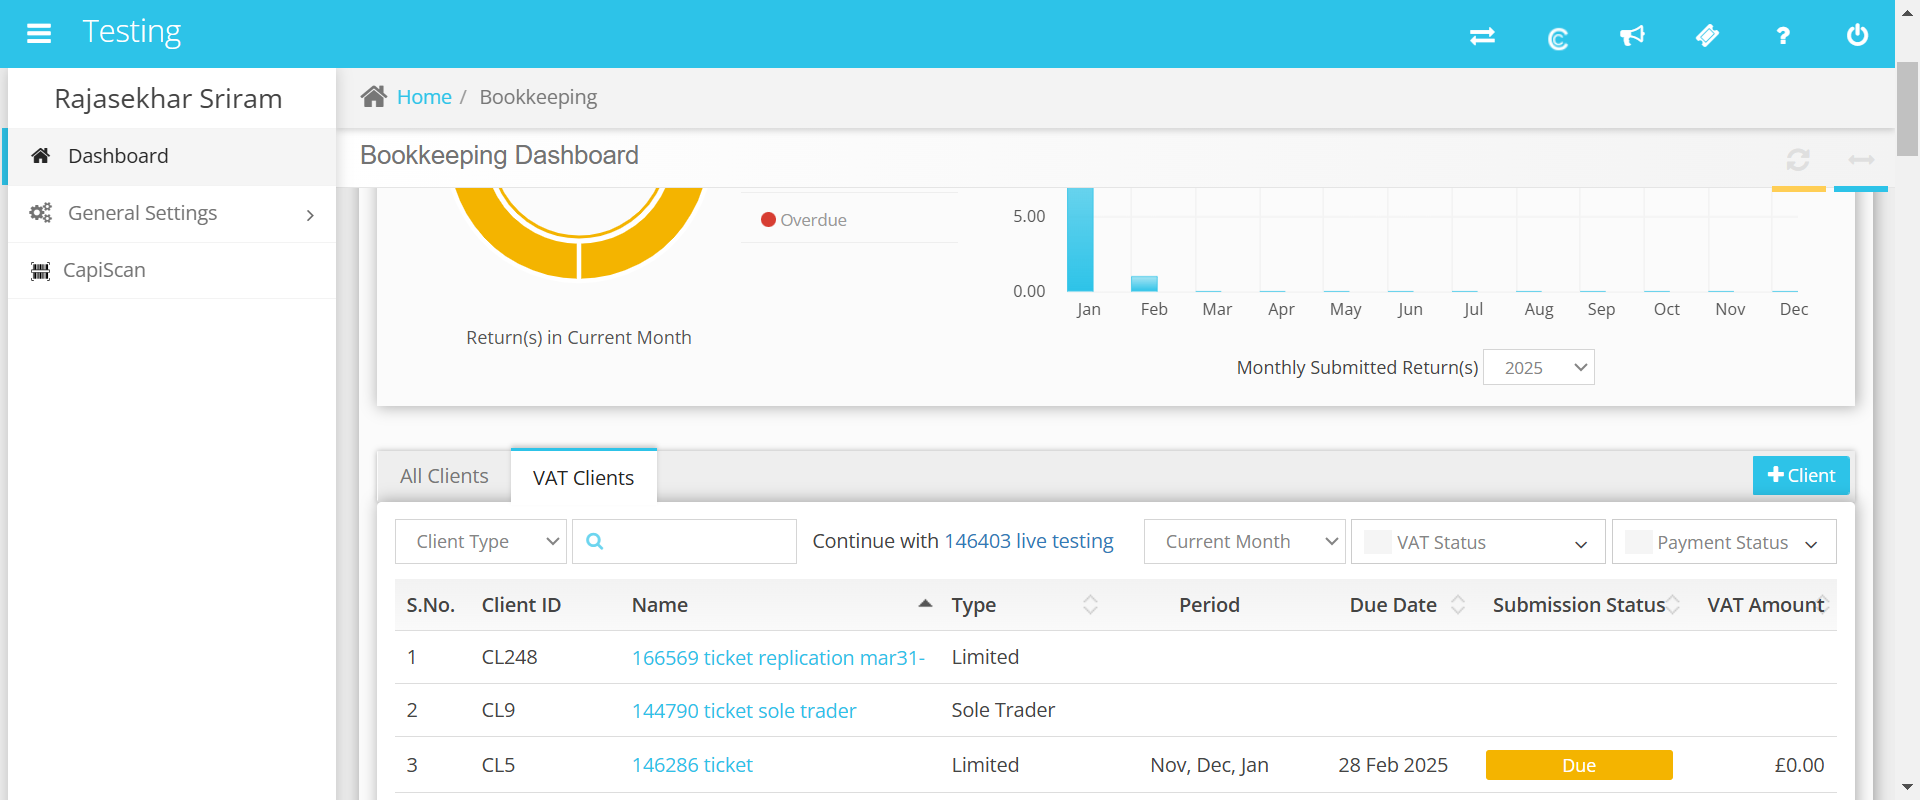 Testing
Rajasekhar Sriram
Home / Bookkeeping
Dashboard
Bookkeeping Dashboard
General Settings
CapiScan
Overdue
Return(s) in Current Month
5.00
0.00
Jan Feb Mar Apr May Jun Jul Aug Sep Oct Nov Dec
Monthly Submitted Return(s) 2025
All Clients VAT Clients + Client
Client Type Continue with 146403 live testing Current Month VAT Status Payment Status
S.No. Client ID Name Type Period Due Date Submission Status VAT Amount
1 CL248 166569 ticket replication mar31- Limited
2 CL9 144790 ticket sole trader Sole Trader
3 CL5 146286 ticket Limited Nov, Dec, Jan 28 Feb 2025 Due £0.00